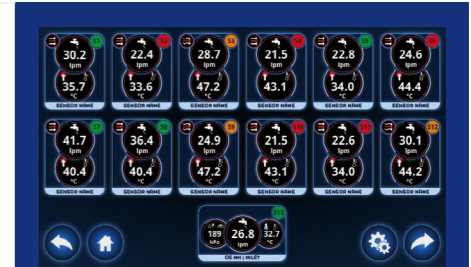 S1 S2 S3 S4 S5 S6
30.2 22.4 28.7 21.5 22.8 24.6
lpm lpm lpm lpm lpm lpm
35.7 33.6 47.2 43.1 34.0 44.4
°C °C °C °C °C °C
SENSOR NAME SENSOR NAME SENSOR NAME SENSOR NAME SENSOR NAME SENSOR NAME
S7 S8 S9 S10 S11 S12
41.7 36.4 24.9 21.5 22.6 30.1
lpm lpm lpm lpm lpm lpm
40.4 40.4 47.2 43.1 34.0 44.2
°C °C °C °C °C °C
SENSOR NAME SENSOR NAME SENSOR NAME SENSOR NAME SENSOR NAME SENSOR NAME
S13
189 26.8 32.7
kPa lpm °C
INLET